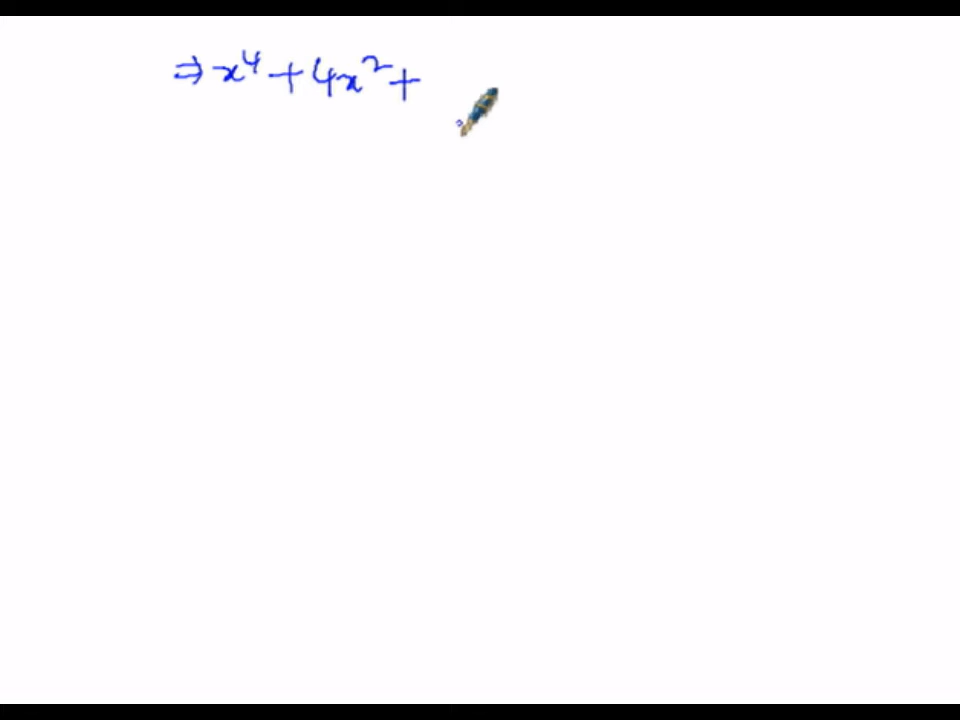 ⇒ x⁴ + 4x² +